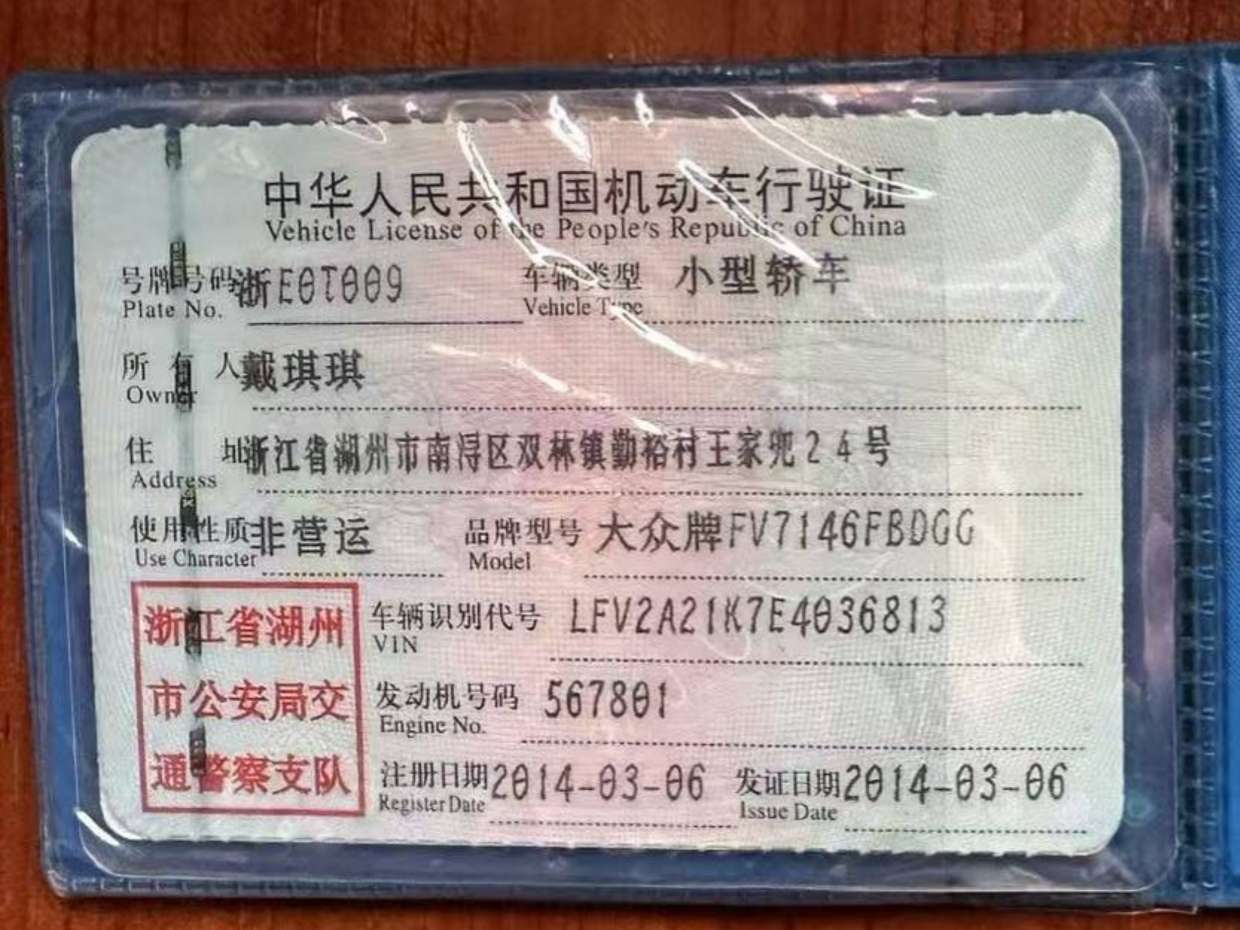 中华人民共和国机动车行驶证
Vehicle License of the People's Republic of China
号牌号码 浙E0T009 车辆类型 小型轿车
Plate No. Vehicle Type
所有人 戴琪琪
Owner
住址 浙江省湖州市南浔区双林镇勤裕村王家兜24号
Address
使用性质 非营运 品牌型号 大众牌FV7146FBDGG
Use Character Model
浙江省湖州
市公安局交
通警察支队
车辆识别代号 LFV2A21K7E4036813
VIN
发动机号码 567801
Engine No.
注册日期 2014-03-06 发证日期 2014-03-06
Register Date Issue Date